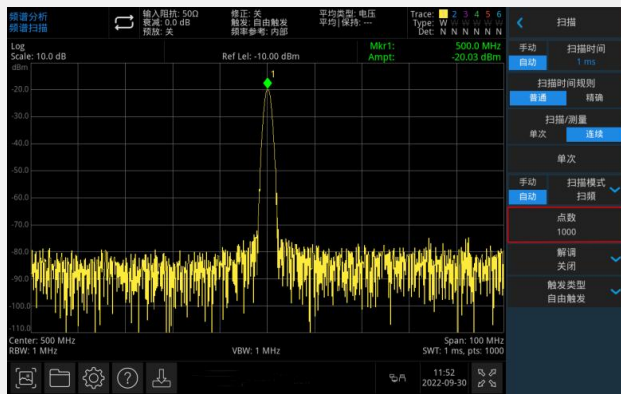 频谱分析
频谱扫描
输入阻抗: 50Ω
衰减: 0.0 dB
预放: 关
修正: 关
触发: 自由触发
频率参考: 内部
平均类型: 电压
平均|保持: ---
Trace: 1 2 3 4 5 6
Type: W W W W W W
Det: N N N N N N
扫描
Log
Scale: 10.0 dB
Ref Lel: -10.00 dBm
Mkr1: 500.0 MHz
Ampt: -20.03 dBm
手动
自动
扫描时间
1 ms
扫描时间规则
普通 精确
扫描/测量
单次 连续
单次
手动
自动
扫描模式
扫频
点数
1000
解调
关闭
触发类型
自由触发
dBm
1
-20.0
-30.0
-40.0
-50.0
-60.0
-70.0
-80.0
-90.0
-100.0
-110.0
Center: 500 MHz
Span: 100 MHz
RBW: 1 MHz
VBW: 1 MHz
SWT: 1 ms, pts: 1000
11:52
2022-09-30